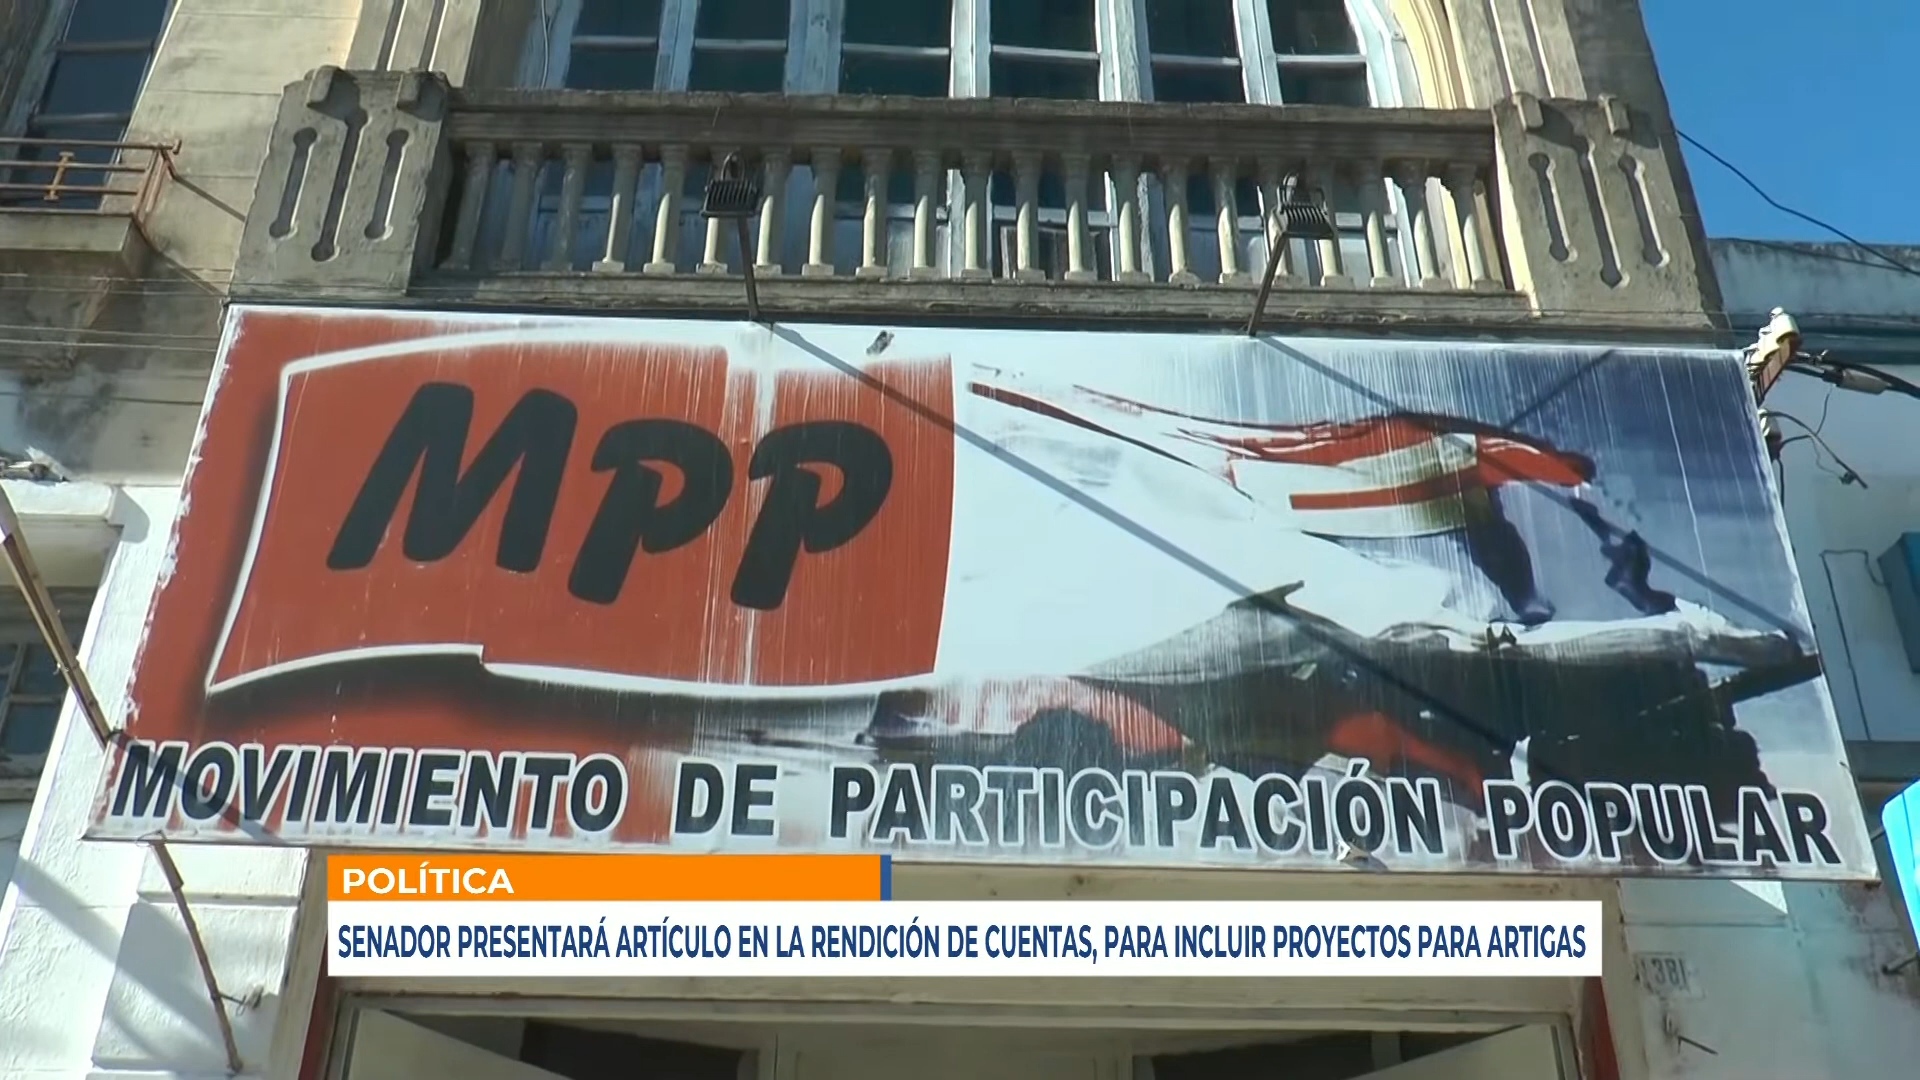 MPP
MOVIMIENTO DE PARTICIPACIÓN POPULAR
POLÍTICA
SENADOR PRESENTARÁ ARTÍCULO EN LA RENDICIÓN DE CUENTAS, PARA INCLUIR PROYECTOS PARA ARTIGAS
1381